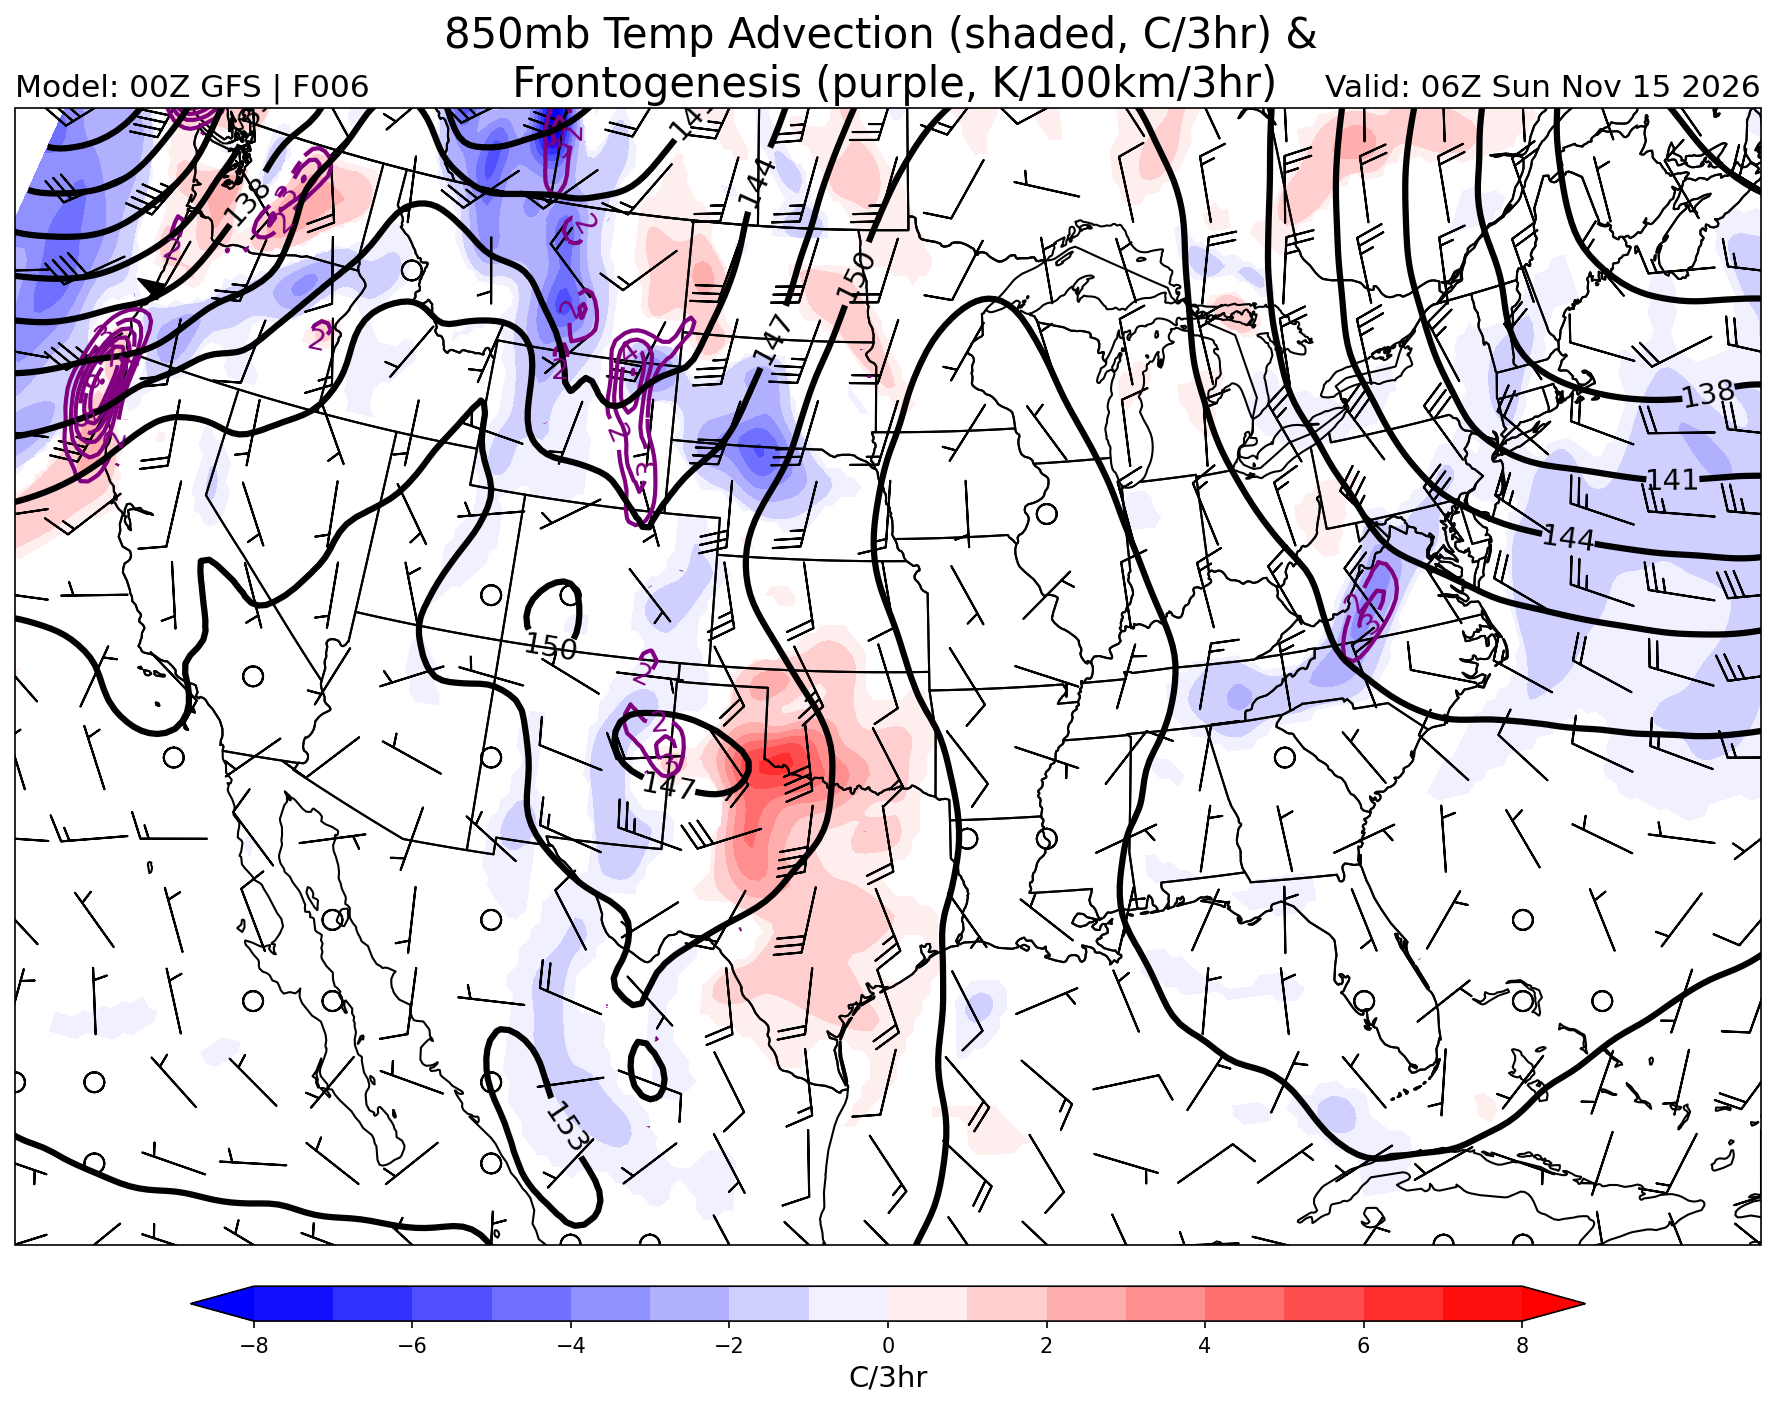 850mb Temp Advection (shaded, C/3hr) &
Frontogenesis (purple, K/100km/3hr)
Model: 00Z GFS | F006
Valid: 06Z Sun Nov 15 2026
138
144
150
147
138
141
144
150
147
153
−8 −6 −4 −2 0 2 4 6 8
C/3hr